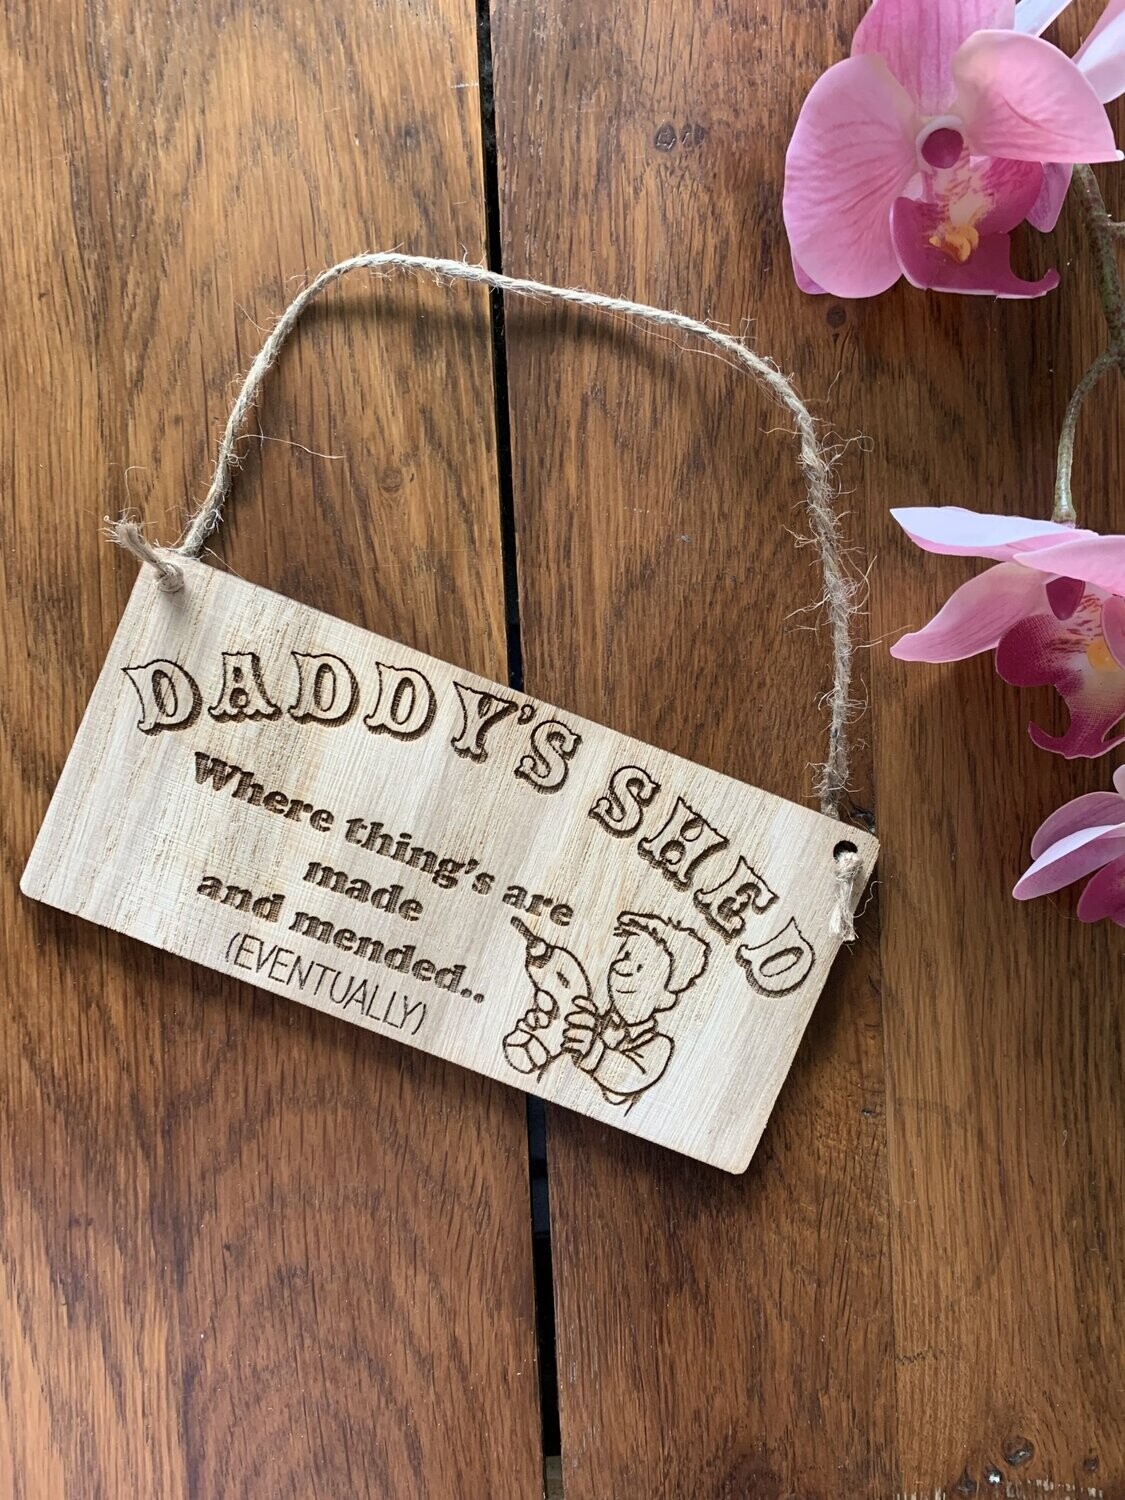 DADDY'S SHED
Where thing's are
made
and mended..
(EVENTUALLY)